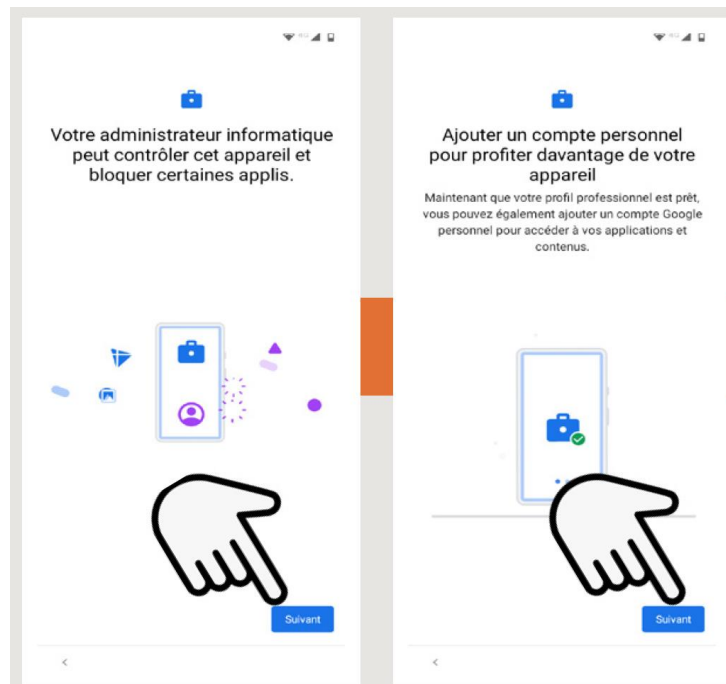 Votre administrateur informatique
peut contrôler cet appareil et
bloquer certaines applis.
Suivant
Ajouter un compte personnel
pour profiter davantage de votre
appareil
Maintenant que votre profil professionnel est prêt,
vous pouvez également ajouter un compte Google
personnel pour accéder à vos applications et
contenus.
Suivant